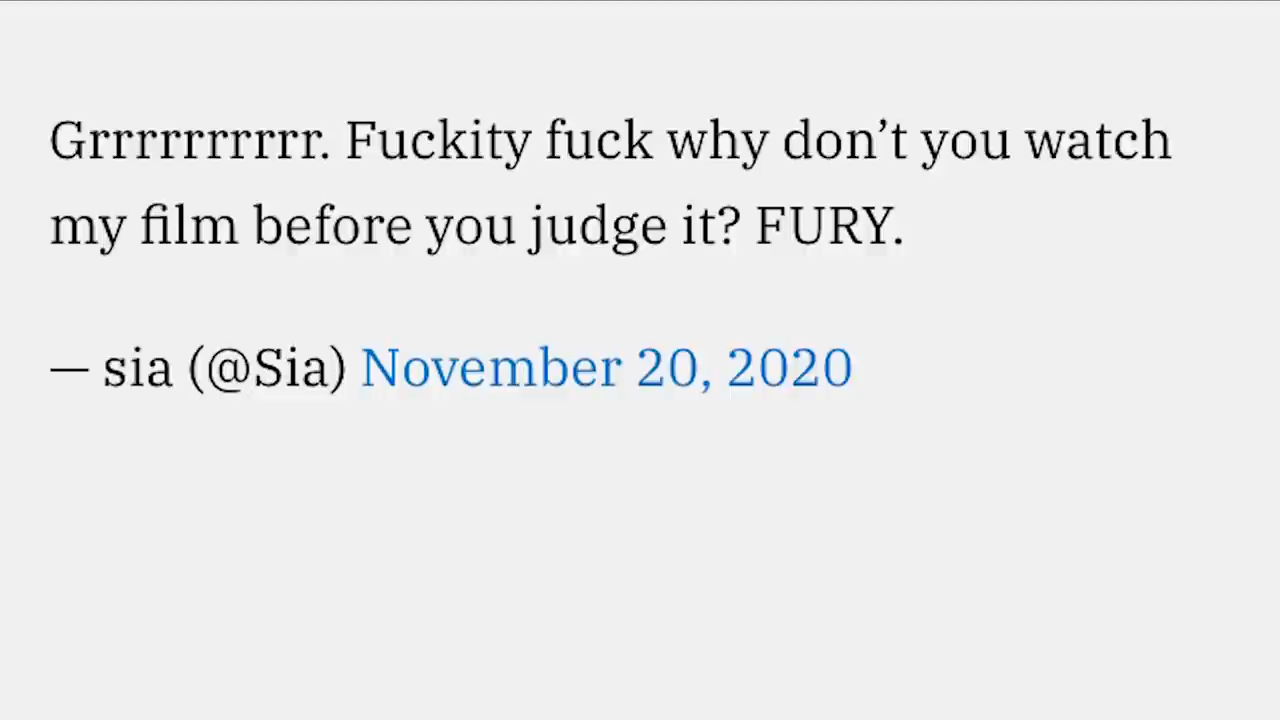 Grrrrrrrrrr. Fuckity fuck why don’t you watch
my film before you judge it? FURY.
— sia (@Sia) November 20, 2020